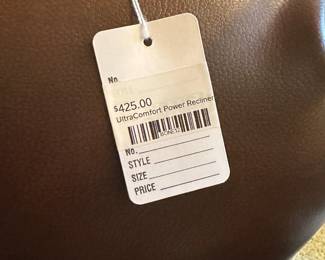 No.
$425.00
UltraComfort Power Recliner
No.
STYLE
SIZE
PRICE